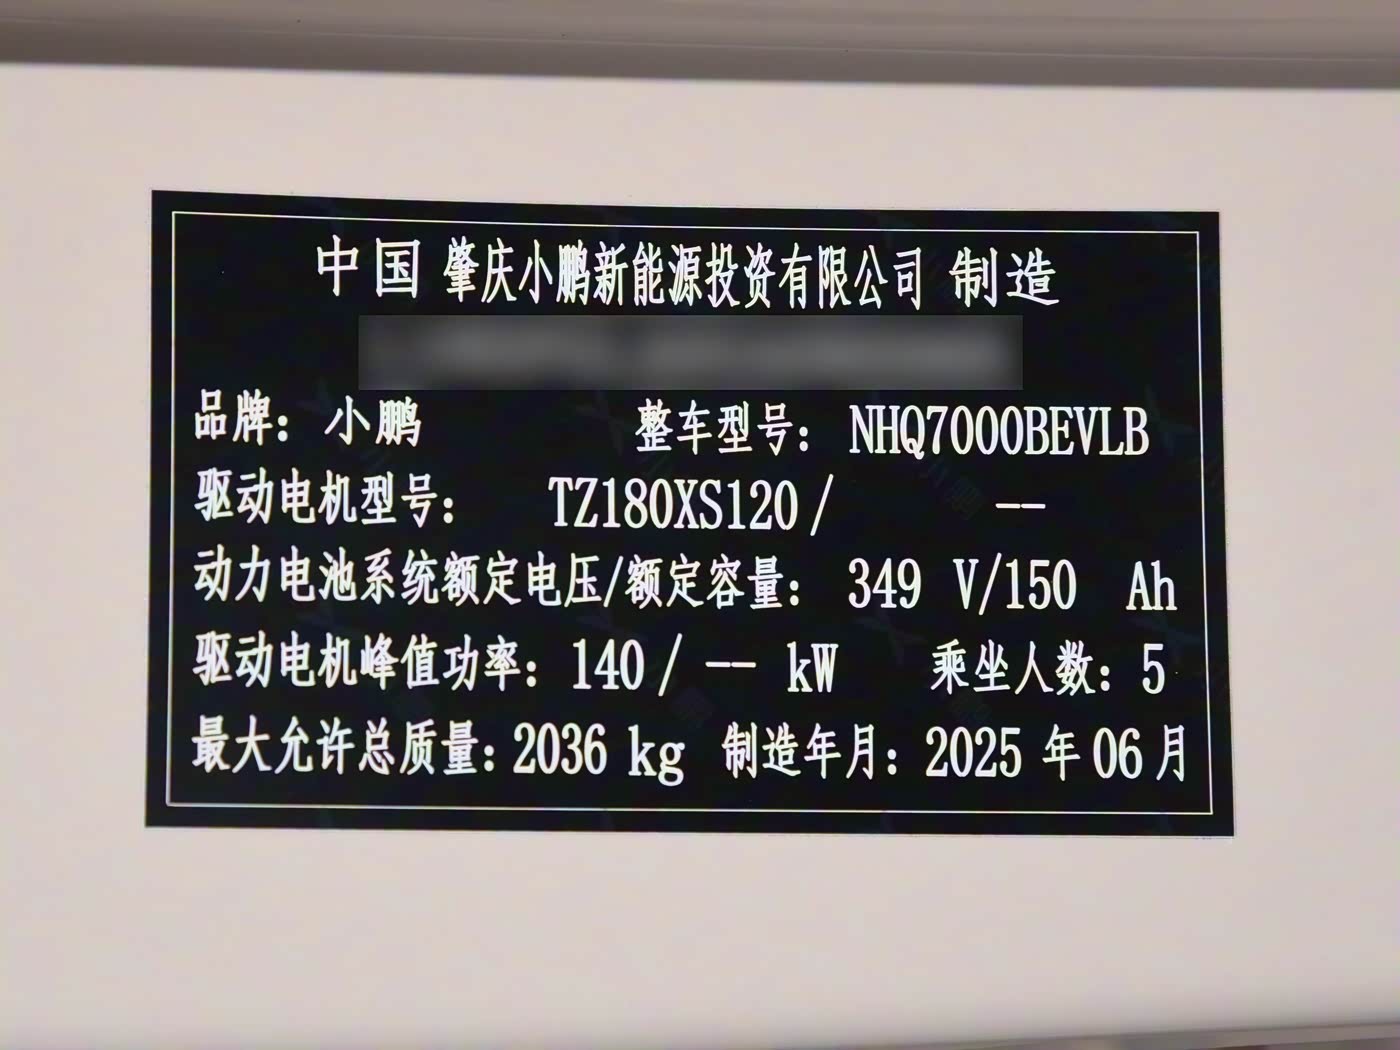 中国 肇庆小鹏新能源投资有限公司 制造
品牌：小鹏 整车型号：NHQ7000BEVLB
驱动电机型号： TZ180XS120 / --
动力电池系统额定电压/额定容量：349 V/150 Ah
驱动电机峰值功率：140 / -- kW 乘坐人数：5
最大允许总质量：2036 kg 制造年月：2025 年 06 月